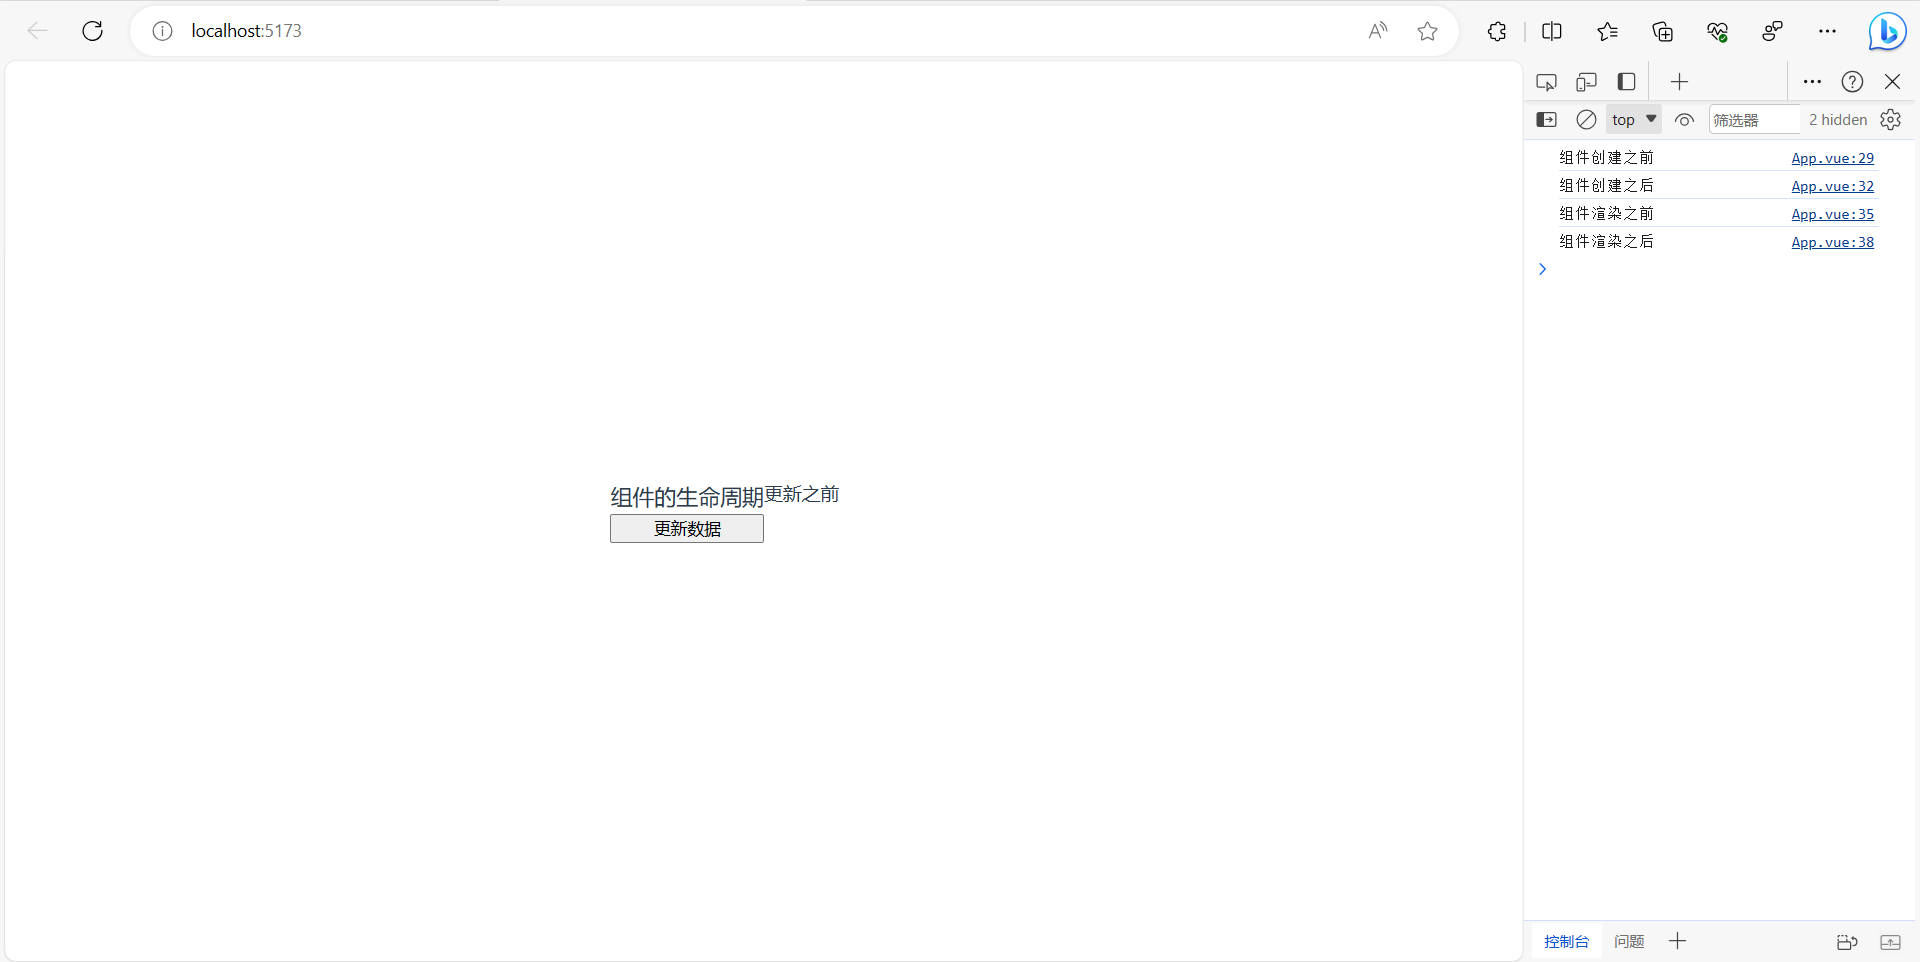 localhost:5173
top
筛选器
2 hidden
组件创建之前 App.vue:29
组件创建之后 App.vue:32
组件渲染之前 App.vue:35
组件渲染之后 App.vue:38
组件的生命周期更新之前
更新数据
控制台 问题